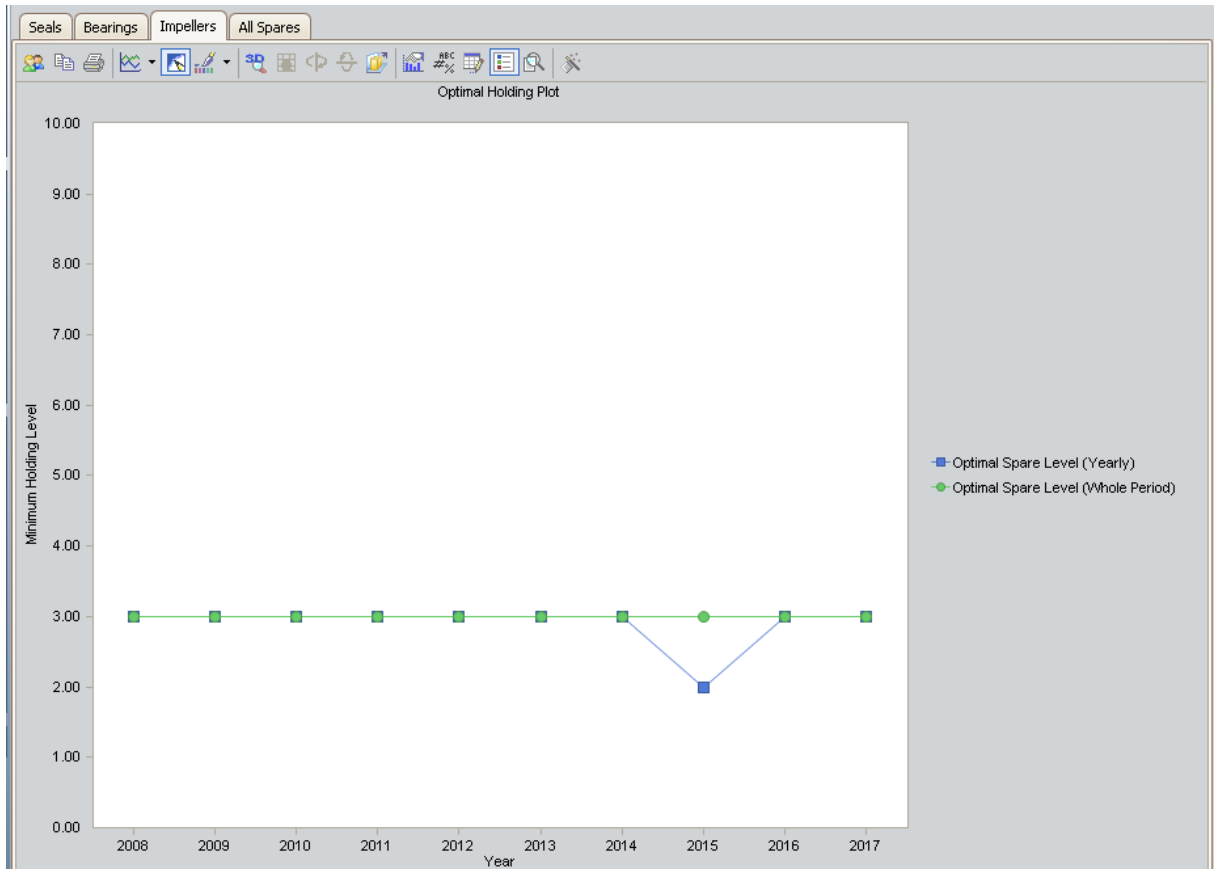 Seals Bearings Impellers All Spares
3D ABC #%
Optimal Holding Plot
10.00
9.00
8.00
7.00
6.00
5.00
4.00
3.00
2.00
1.00
0.00
Minimum Holding Level
2008 2009 2010 2011 2012 2013 2014 2015 2016 2017
Year
Optimal Spare Level (Yearly)
Optimal Spare Level (Whole Period)